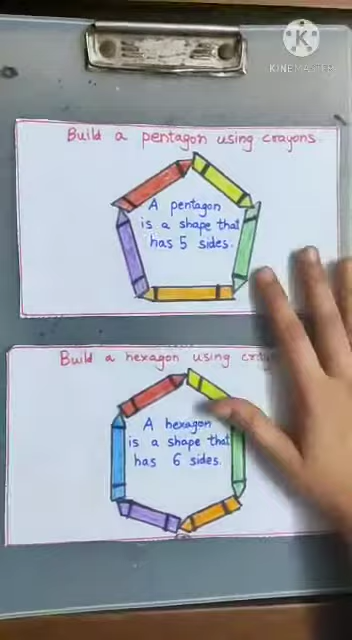 KINEMASTER
Build a pentagon using crayons.
A pentagon
is a shape that
has 5 sides.
Build a hexagon using
A hexagon
is a shape that
has 6 sides.